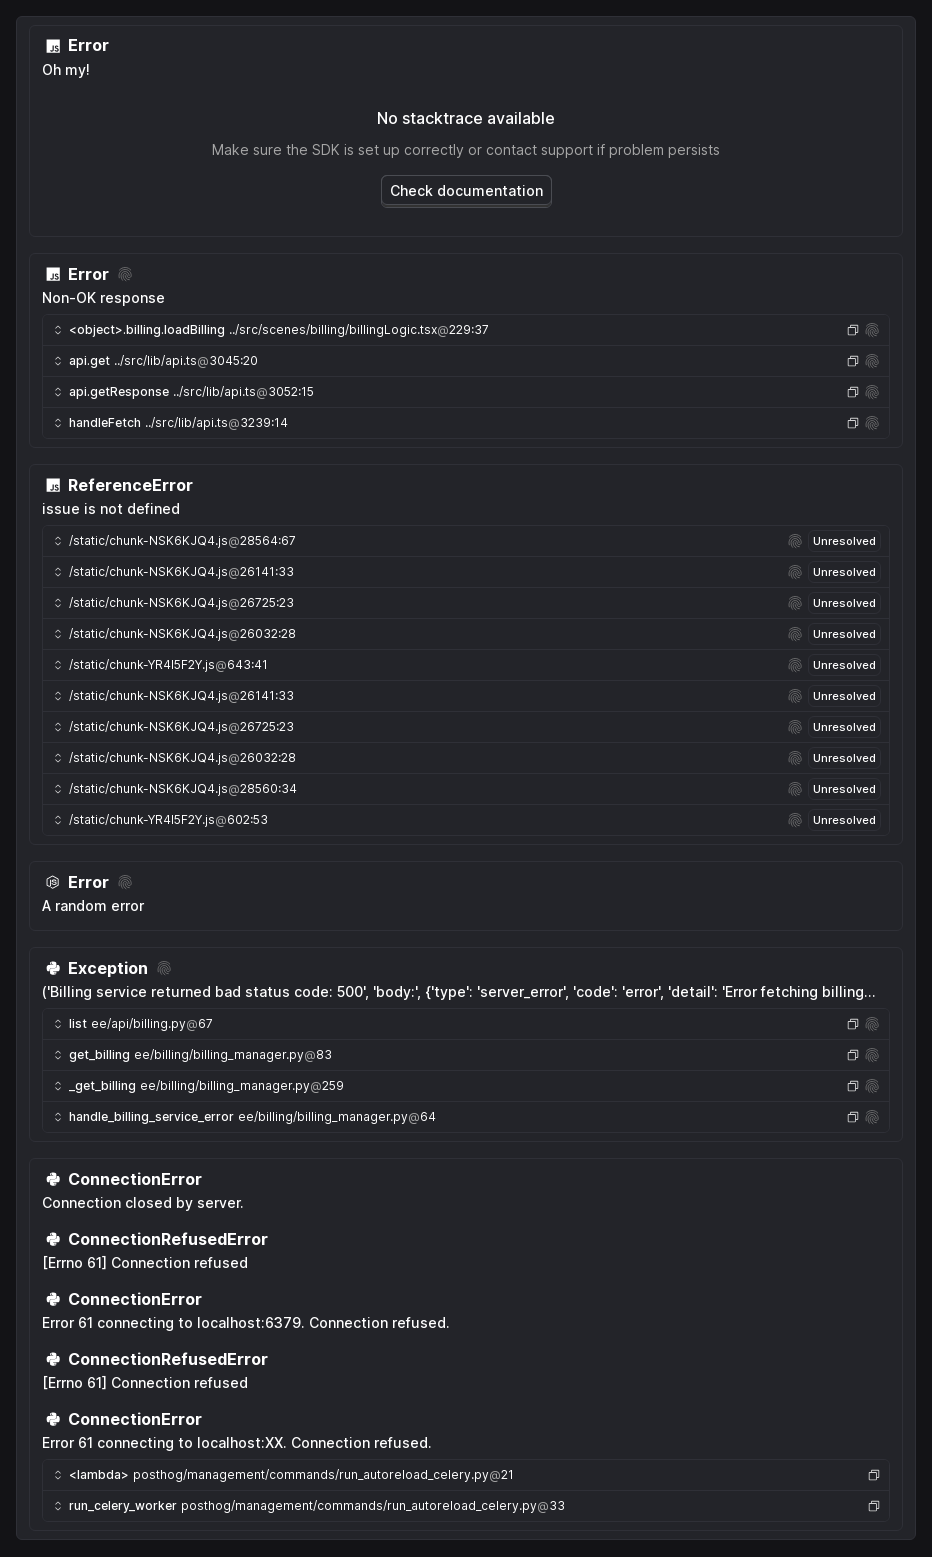 Error
Oh my!
No stacktrace available
Make sure the SDK is set up correctly or contact support if problem persists
Check documentation
Error
Non-OK response
<object>.billing.loadBilling ../src/scenes/billing/billingLogic.tsx@229:37
api.get ../src/lib/api.ts@3045:20
api.getResponse ../src/lib/api.ts@3052:15
handleFetch ../src/lib/api.ts@3239:14
ReferenceError
issue is not defined
/static/chunk-NSK6KJQ4.js@28564:67 Unresolved
/static/chunk-NSK6KJQ4.js@26141:33 Unresolved
/static/chunk-NSK6KJQ4.js@26725:23 Unresolved
/static/chunk-NSK6KJQ4.js@26032:28 Unresolved
/static/chunk-YR4I5F2Y.js@643:41 Unresolved
/static/chunk-NSK6KJQ4.js@26141:33 Unresolved
/static/chunk-NSK6KJQ4.js@26725:23 Unresolved
/static/chunk-NSK6KJQ4.js@26032:28 Unresolved
/static/chunk-NSK6KJQ4.js@28560:34 Unresolved
/static/chunk-YR4I5F2Y.js@602:53 Unresolved
Error
A random error
Exception
('Billing service returned bad status code: 500', 'body:', {'type': 'server_error', 'code': 'error', 'detail': 'Error fetching billing...
list ee/api/billing.py@67
get_billing ee/billing/billing_manager.py@83
_get_billing ee/billing/billing_manager.py@259
handle_billing_service_error ee/billing/billing_manager.py@64
ConnectionError
Connection closed by server.
ConnectionRefusedError
[Errno 61] Connection refused
ConnectionError
Error 61 connecting to localhost:6379. Connection refused.
ConnectionRefusedError
[Errno 61] Connection refused
ConnectionError
Error 61 connecting to localhost:XX. Connection refused.
<lambda> posthog/management/commands/run_autoreload_celery.py@21
run_celery_worker posthog/management/commands/run_autoreload_celery.py@33